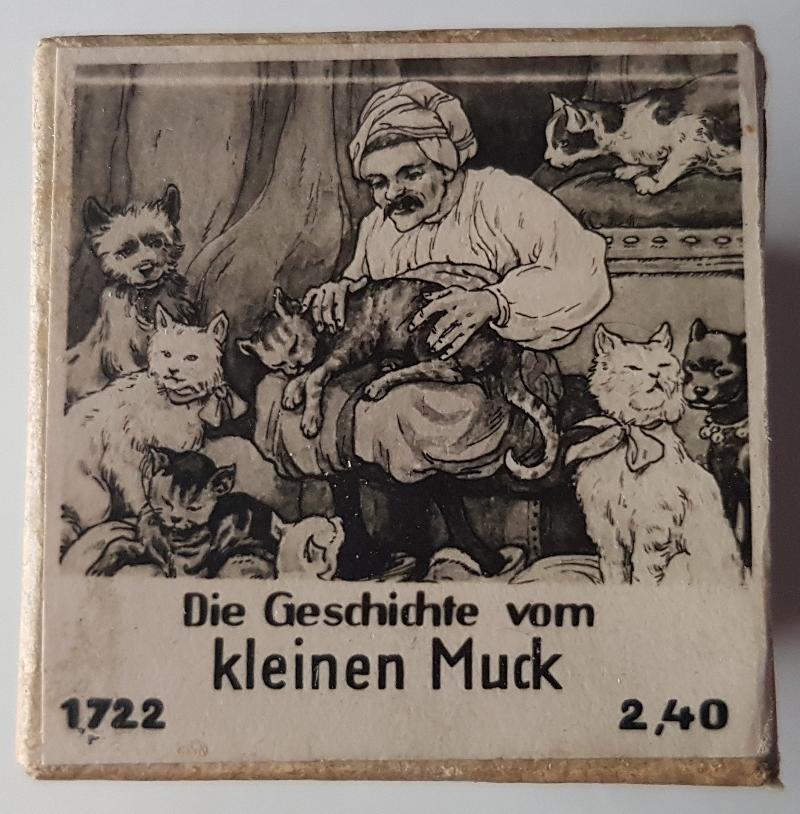 Die Geschichte vom
kleinen Muck
1722
2,40